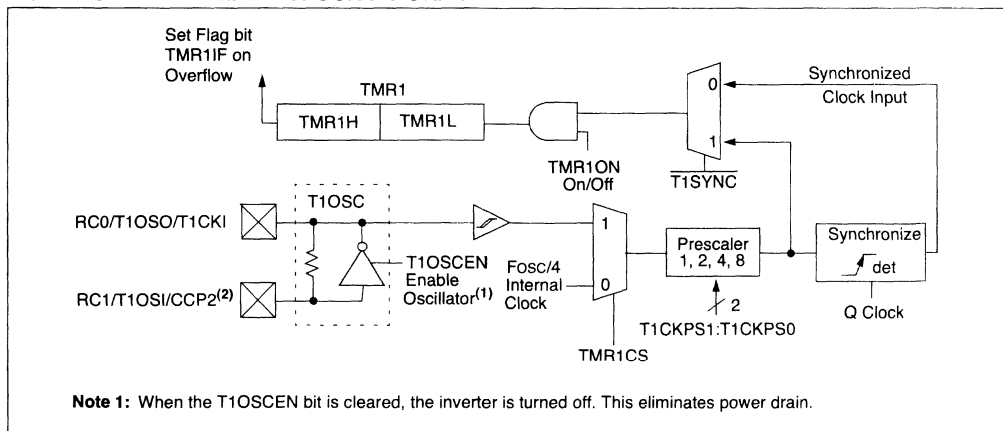 Set Flag bit
TMR1IF on
Overflow
TMR1
TMR1H
TMR1L
TMR1ON
On/Off
0
1
T1SYNC
Synchronized
Clock Input
RC0/T1OSO/T1CKI
T1OSC
RC1/T1OSI/CCP2(2)
T1OSCEN
Enable
Oscillator(1)
FOSC/4
Internal
Clock
1
0
TMR1CS
Prescaler
1, 2, 4, 8
2
T1CKPS1:T1CKPS0
Synchronize
det
Q Clock
Note 1: When the T1OSCEN bit is cleared, the inverter is turned off. This eliminates power drain.